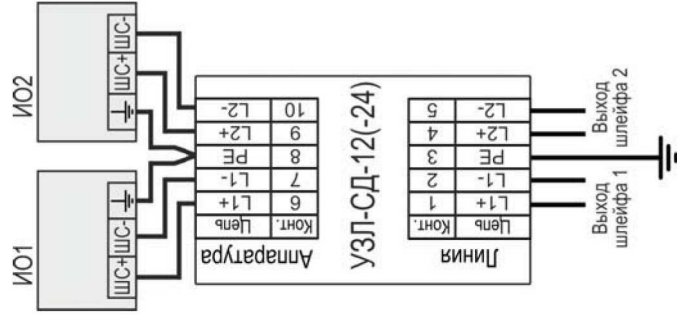 ИО1
ШС+
ШС-
ИО2
ШС+
ШС-
Аппаратура
Конт.
Цепь
6
L1+
7
L1-
8
PE
9
L2+
10
L2-
УЗЛ-СД-12(-24)
Линия
Цепь
Конт.
L1+
1
L1-
2
PE
3
L2+
4
L2-
5
Выход
шлейфа 1
Выход
шлейфа 2